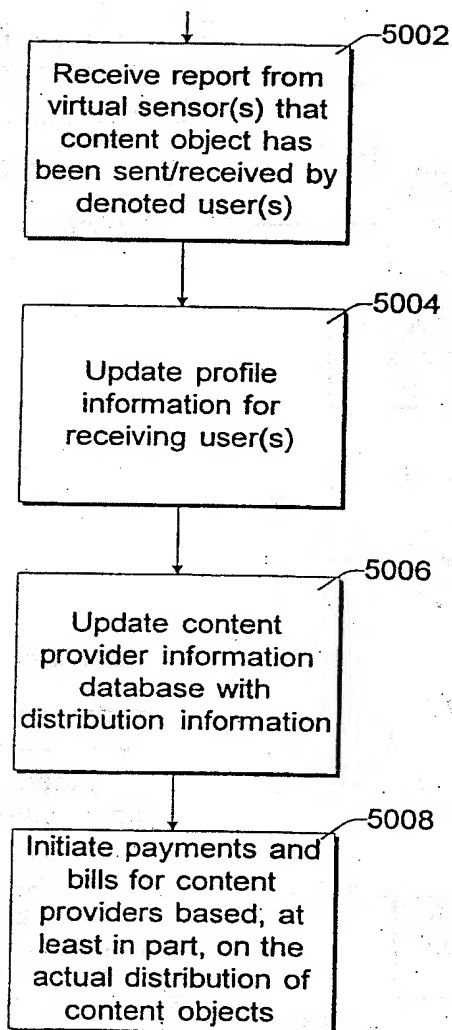 5002
Receive report from
virtual sensor(s) that
content object has
been sent/received by
denoted user(s)
5004
Update profile
information for
receiving user(s)
5006
Update content
provider information
database with
distribution information
5008
Initiate payments and
bills for content
providers based, at
least in part, on the
actual distribution of
content objects